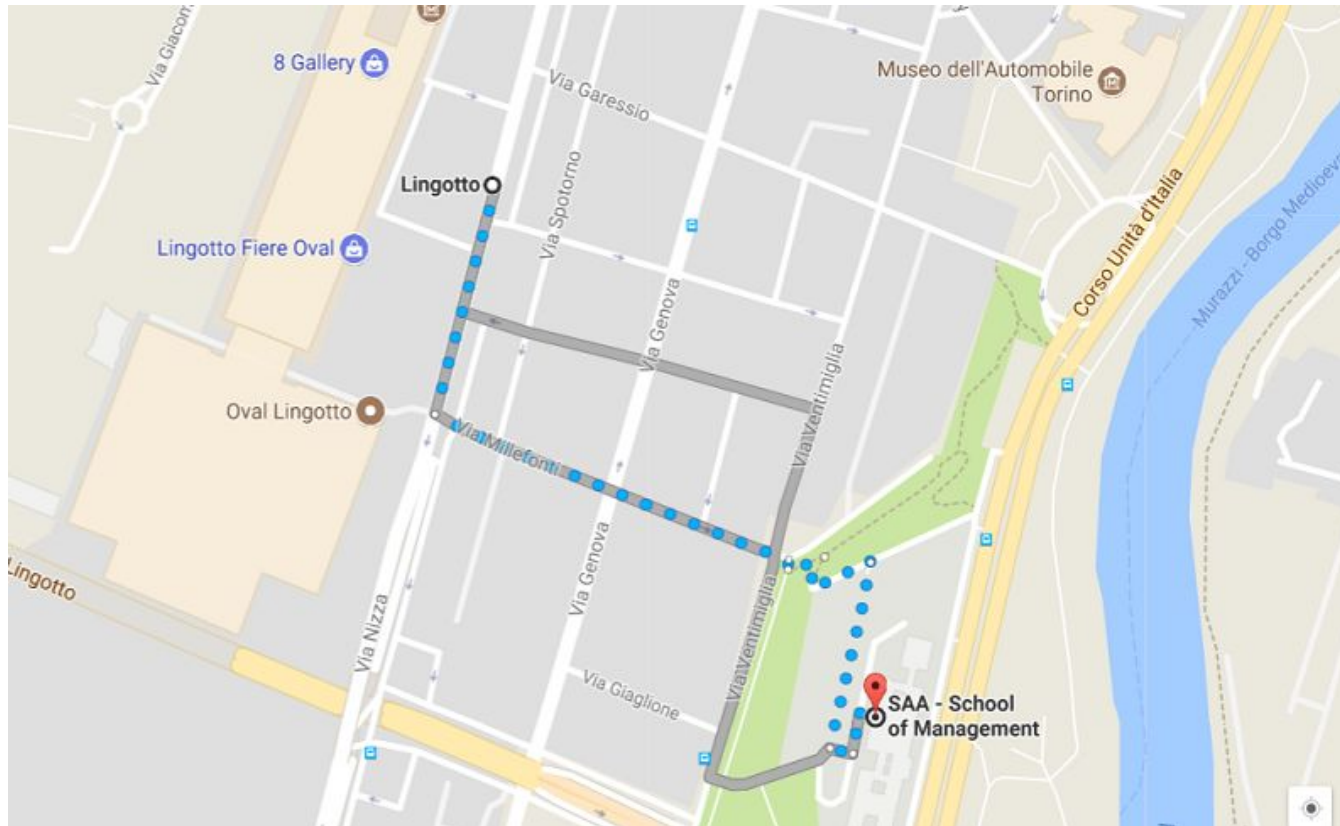 Via Giacom
8 Gallery
Via Garessio
Museo dell'Automobile
Torino
Lingotto
Via Spotorno
Via Genova
Lingotto Fiere Oval
Corso Unità d'Italia
Murazzi - Borgo Medioev
Via Ventimiglia
Oval Lingotto
Via Millefonti
Lingotto
Via Nizza
Via Genova
Via Ventimiglia
Via Giaglione
SAA - School
of Management